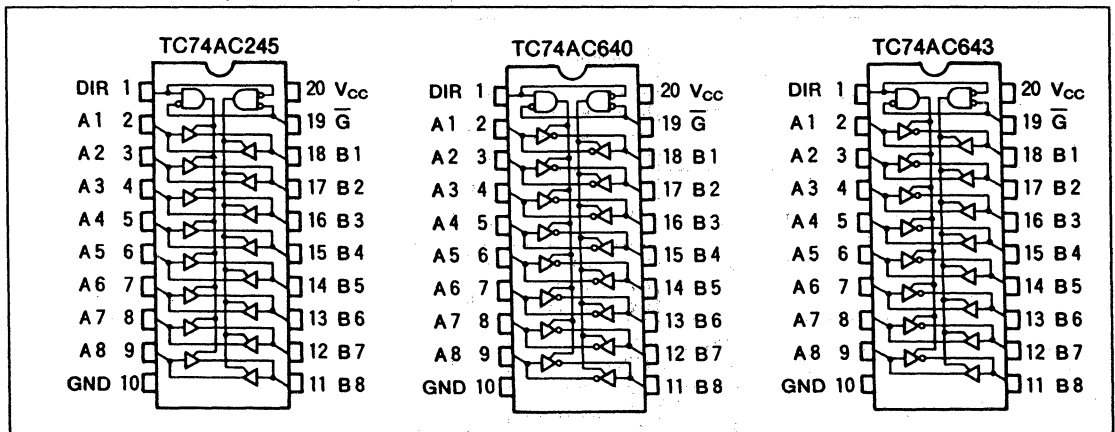 TC74AC245
DIR 1 20 VCC
A1 2 19 G̅
A2 3 18 B1
A3 4 17 B2
A4 5 16 B3
A5 6 15 B4
A6 7 14 B5
A7 8 13 B6
A8 9 12 B7
GND 10 11 B8
TC74AC640
DIR 1 20 VCC
A1 2 19 G̅
A2 3 18 B1
A3 4 17 B2
A4 5 16 B3
A5 6 15 B4
A6 7 14 B5
A7 8 13 B6
A8 9 12 B7
GND 10 11 B8
TC74AC643
DIR 1 20 VCC
A1 2 19 G̅
A2 3 18 B1
A3 4 17 B2
A4 5 16 B3
A5 6 15 B4
A6 7 14 B5
A7 8 13 B6
A8 9 12 B7
GND 10 11 B8